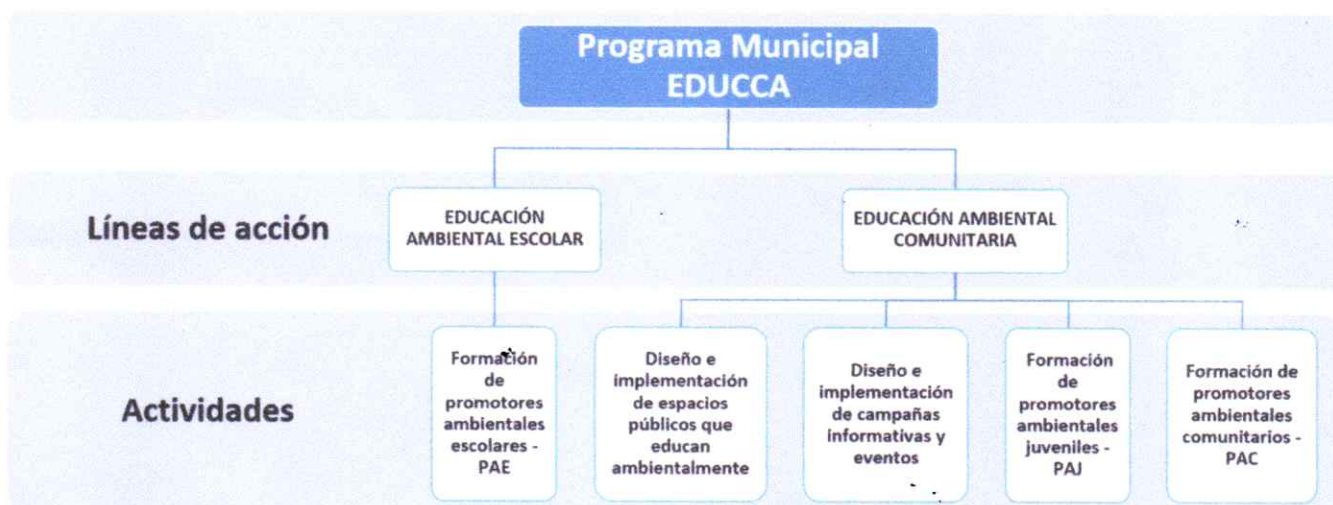 Programa Municipal
EDUCCA
Líneas de acción
EDUCACIÓN
AMBIENTAL ESCOLAR
EDUCACIÓN AMBIENTAL
COMUNITARIA
Actividades
Formación
de
promotores
ambientales
escolares -
PAE
Diseño e
implementación
de espacios
públicos que
educan
ambientalmente
Diseño e
implementación
de campañas
informativas y
eventos
Formación
de
promotores
ambientales
juveniles -
PAJ
Formación de
promotores
ambientales
comunitarios -
PAC